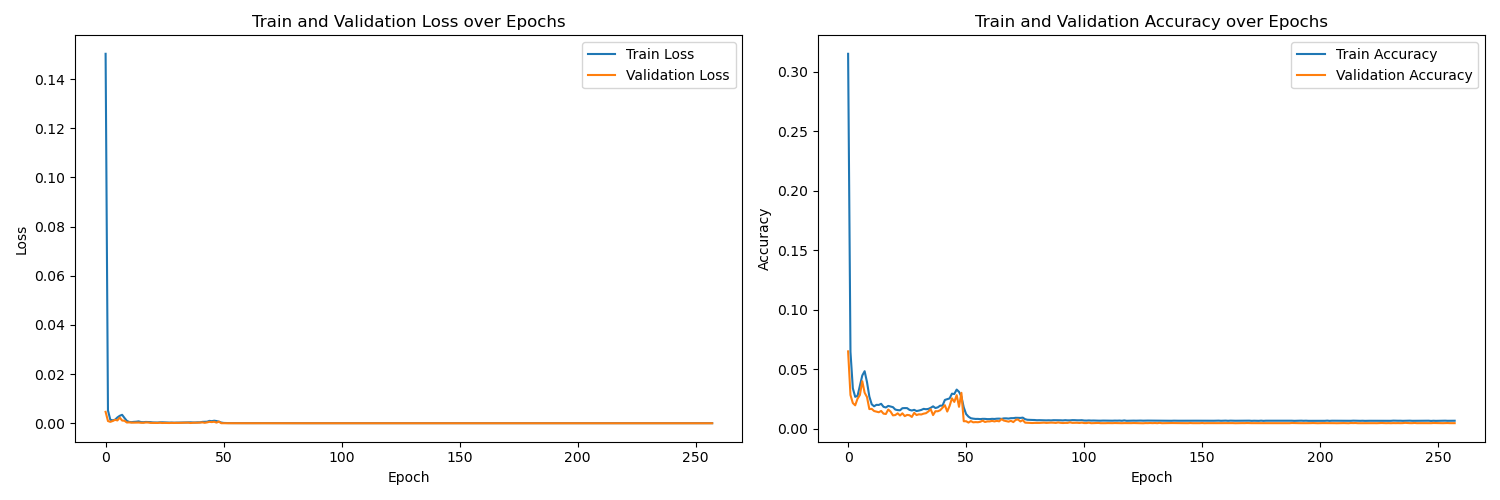 Train and Validation Loss over Epochs
Train Loss
Validation Loss
0.14
0.12
0.10
0.08
0.06
0.04
0.02
0.00
Loss
0
50
100
150
200
250
Epoch
Train and Validation Accuracy over Epochs
Train Accuracy
Validation Accuracy
0.30
0.25
0.20
0.15
0.10
0.05
0.00
Accuracy
0
50
100
150
200
250
Epoch